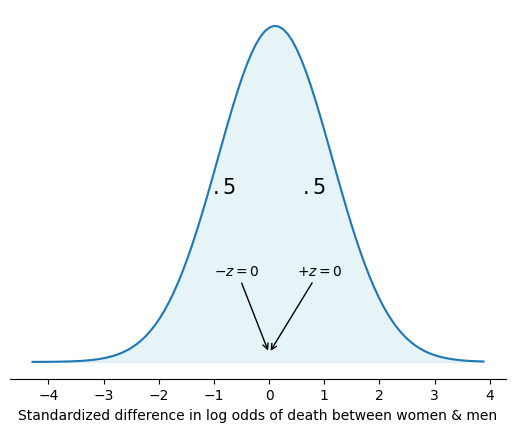 .5 .5
−z = 0 +z = 0
−4 −3 −2 −1 0 1 2 3 4
Standardized difference in log odds of death between women & men